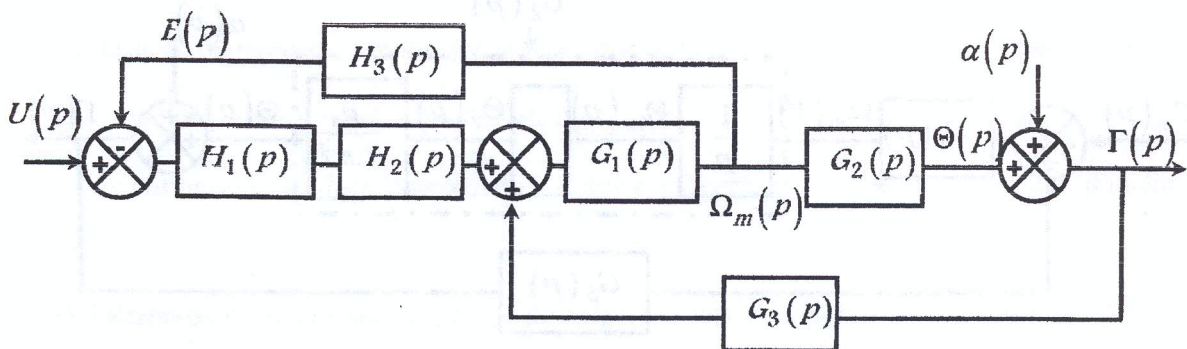 E(p)
H₃(p)
α(p)
U(p)
+ -
H₁(p)
H₂(p)
+ +
G₁(p)
Ωₘ(p)
G₂(p)
Θ(p)
+ +
Γ(p)
G₃(p)